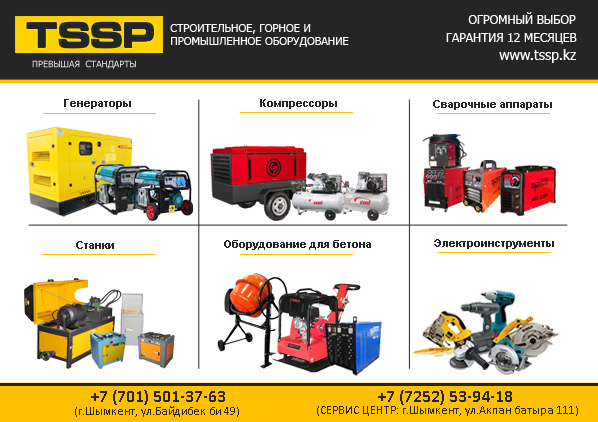 TSSP
ПРЕВЫШАЯ СТАНДАРТЫ
СТРОИТЕЛЬНОЕ, ГОРНОЕ И
ПРОМЫШЛЕННОЕ ОБОРУДОВАНИЕ
ОГРОМНЫЙ ВЫБОР
ГАРАНТИЯ 12 МЕСЯЦЕВ
www.tssp.kz
Генераторы
Компрессоры
Сварочные аппараты
Станки
Оборудование для бетона
Электроинструменты
+7 (701) 501-37-63
(г.Шымкент, ул.Байдибек би 49)
+7 (7252) 53-94-18
(СЕРВИС ЦЕНТР: г.Шымкент, ул.Акпан батыра 111)